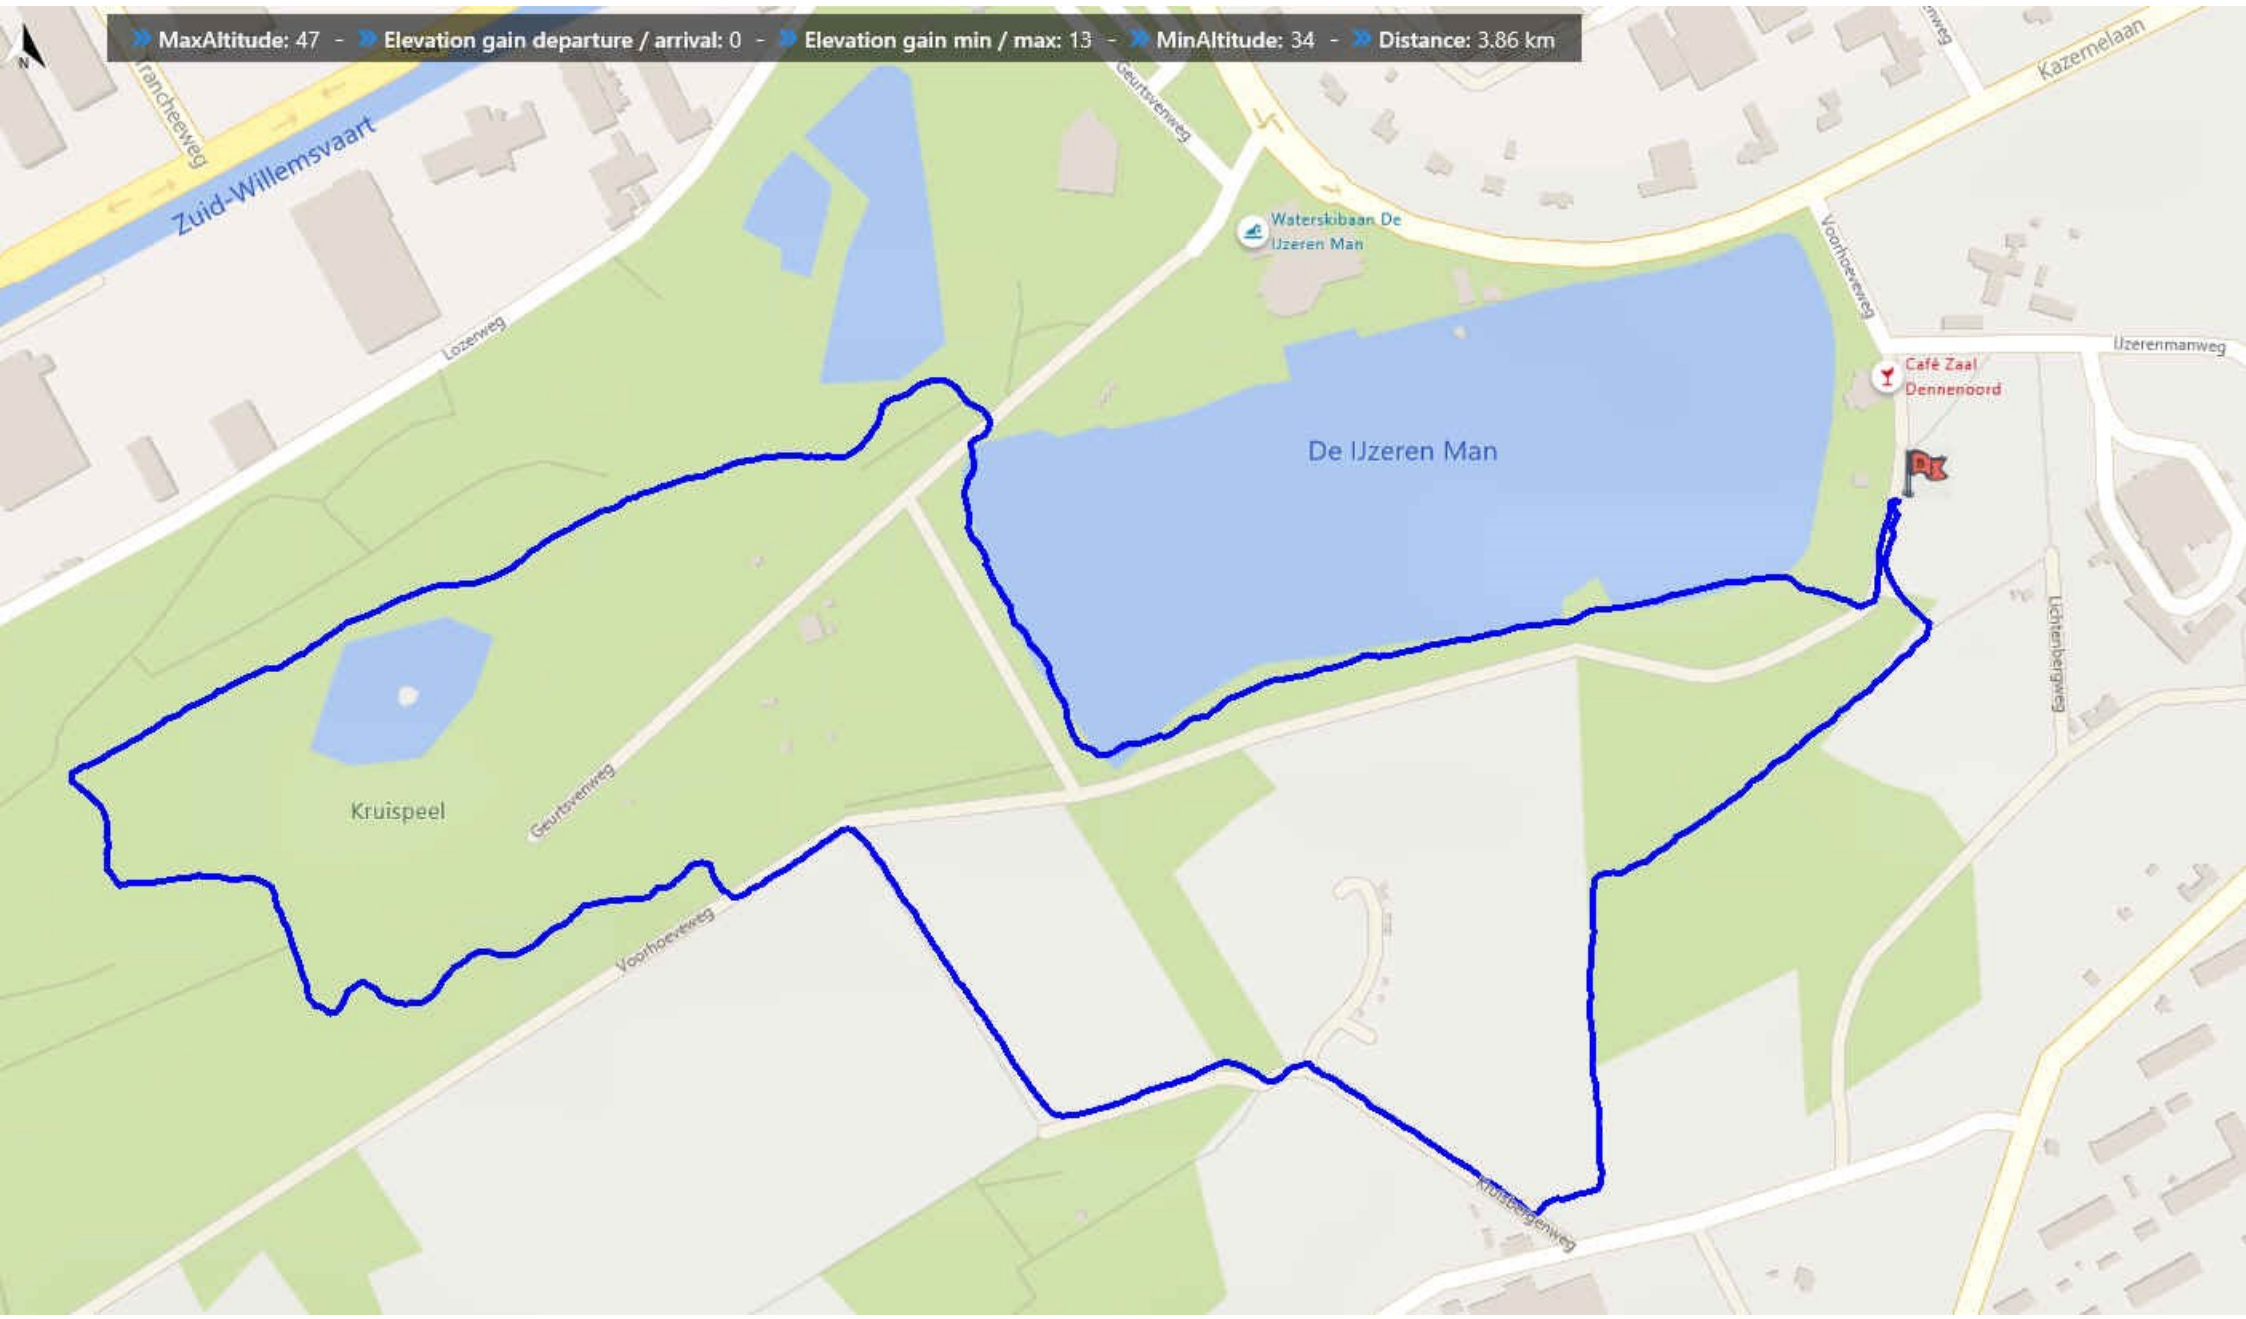 MaxAltitude: 47 - Elevation gain departure / arrival: 0 - Elevation gain min / max: 13 - MinAltitude: 34 - Distance: 3.86 km
N
Trancheeweg
Zuid-Willemsvaart
Geurtsvenweg
Kazernelaan
Waterskibaan De
IJzeren Man
Voorhoeveweg
Lozerweg
IJzerenmanweg
Café Zaal
Dennenoord
De IJzeren Man
Lichtenbergweg
Kruispeel
Geurtsvenweg
Voorhoeveweg
Kruisbergenweg